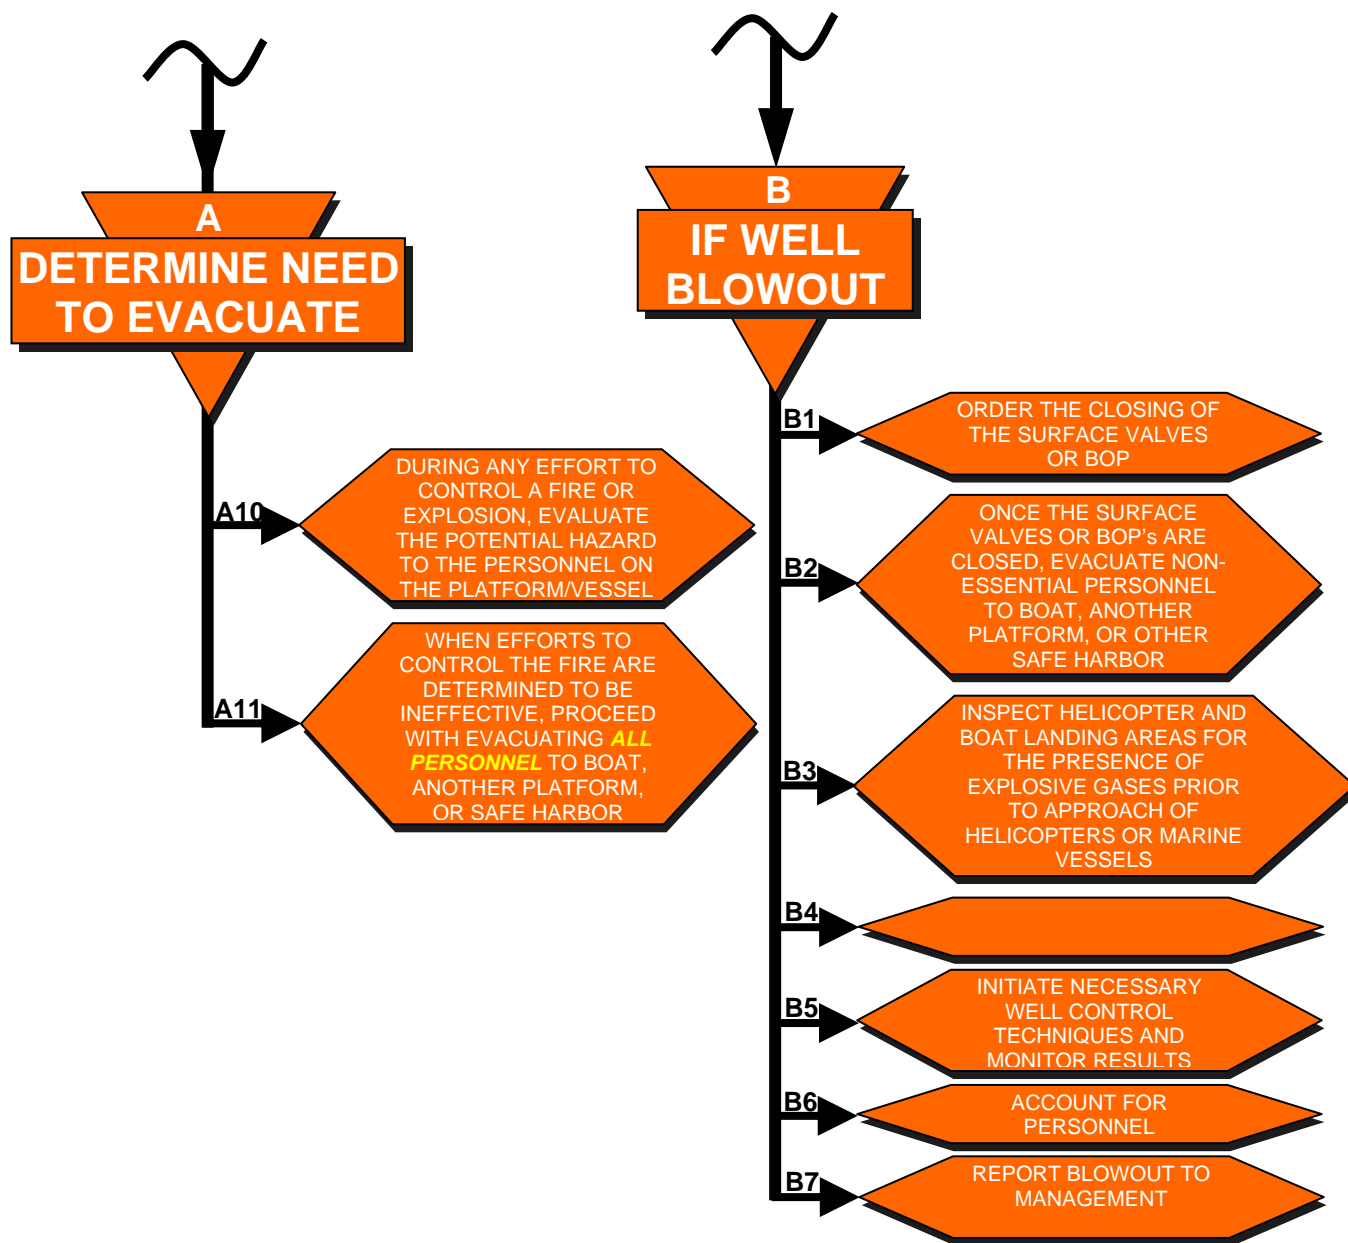 A
DETERMINE NEED
TO EVACUATE
A10
DURING ANY EFFORT TO
CONTROL A FIRE OR
EXPLOSION, EVALUATE
THE POTENTIAL HAZARD
TO THE PERSONNEL ON
THE PLATFORM/VESSEL
A11
WHEN EFFORTS TO
CONTROL THE FIRE ARE
DETERMINED TO BE
INEFFECTIVE, PROCEED
WITH EVACUATING ALL
PERSONNEL TO BOAT,
ANOTHER PLATFORM,
OR SAFE HARBOR
B
IF WELL
BLOWOUT
B1
ORDER THE CLOSING OF
THE SURFACE VALVES
OR BOP
B2
ONCE THE SURFACE
VALVES OR BOP's ARE
CLOSED, EVACUATE NON-
ESSENTIAL PERSONNEL
TO BOAT, ANOTHER
PLATFORM, OR OTHER
SAFE HARBOR
B3
INSPECT HELICOPTER AND
BOAT LANDING AREAS FOR
THE PRESENCE OF
EXPLOSIVE GASES PRIOR
TO APPROACH OF
HELICOPTERS OR MARINE
VESSELS
B4
B5
INITIATE NECESSARY
WELL CONTROL
TECHNIQUES AND
MONITOR RESULTS
B6
ACCOUNT FOR
PERSONNEL
B7
REPORT BLOWOUT TO
MANAGEMENT